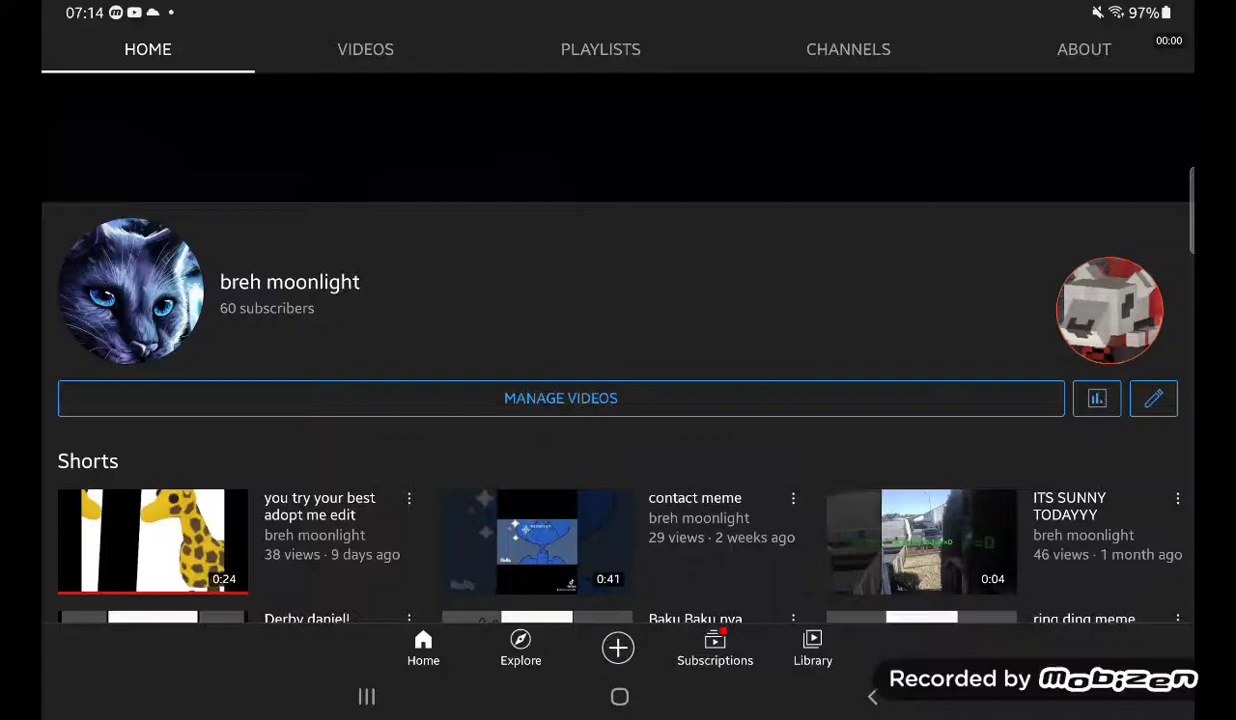 07:14
97%
00:00
HOME VIDEOS PLAYLISTS CHANNELS ABOUT
breh moonlight
60 subscribers
MANAGE VIDEOS
Shorts
you try your best
adopt me edit
breh moonlight
38 views · 9 days ago
0:24
contact meme
breh moonlight
29 views · 2 weeks ago
0:41
ITS SUNNY
TODAYYY
breh moonlight
46 views · 1 month ago
0:04
Derby daniell
Baku Baku nya
ring ding meme
Home Explore Subscriptions Library
Recorded by mobizen